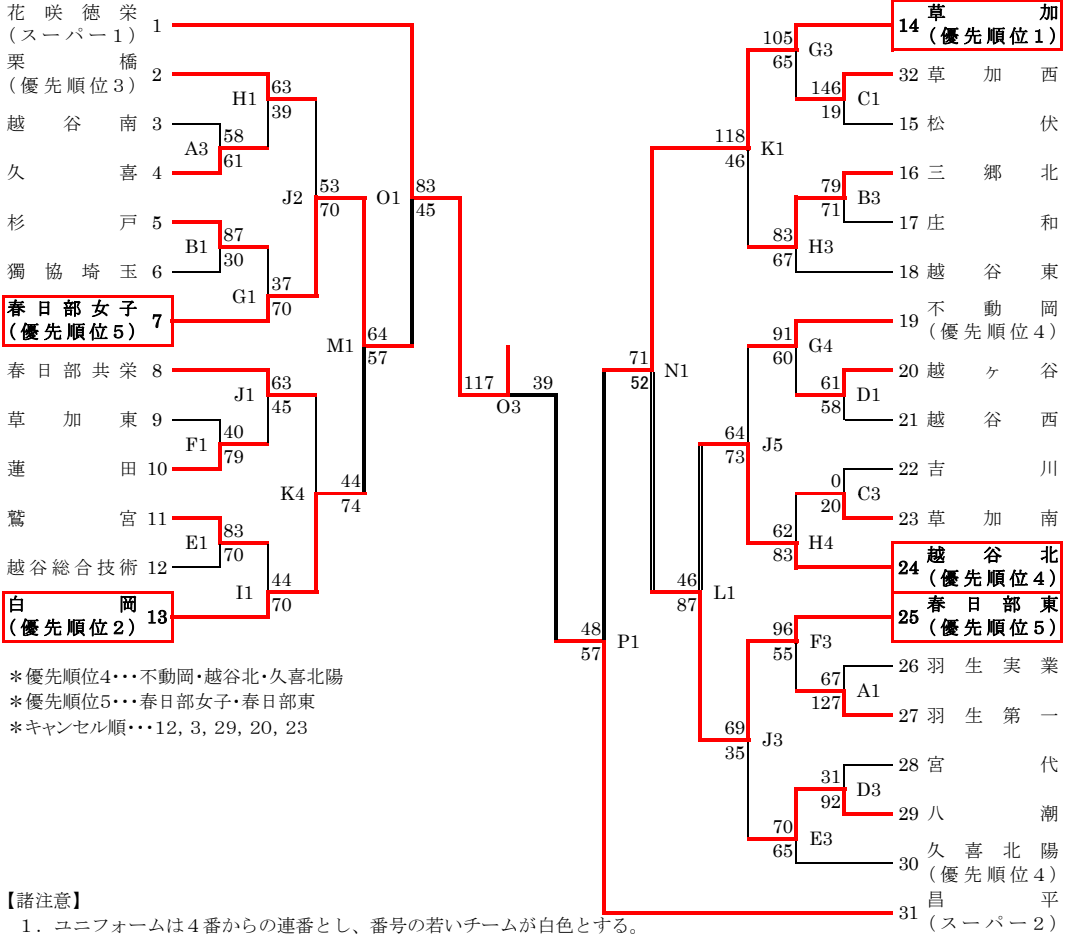 花咲徳栄
(スーパー1) 1
栗橋
(優先順位3) 2
越谷南 3
久喜 4
杉戸 5
獨協埼玉 6
春日部女子
(優先順位5) 7
春日部共栄 8
草加東 9
蓮田 10
鷲宮 11
越谷総合技術 12
白岡
(優先順位2) 13
H1 63 39
A3 58 61
J2 53 70
B1 87 30
G1 37 70
O1 83 45
M1 64 57
J1 63 45
F1 40 79
K4 44 74
E1 83 70
I1 44 70
117 O3 39
48 57 P1
71 52 N1
118 46 K1
105 65 G3
146 19 C1
79 71 B3
83 67 H3
91 60 G4
61 58 D1
64 73 J5
0 20 C3
62 83 H4
46 87 L1
96 55 F3
67 127 A1
69 35 J3
31 92 D3
70 65 E3
14 草加
(優先順位1)
32 草加西
15 松伏
16 三郷北
17 庄和
18 越谷東
19 不動岡
(優先順位4)
20 越ヶ谷
21 越谷西
22 吉川
23 草加南
24 越谷北
(優先順位4)
25 春日部東
(優先順位5)
26 羽生実業
27 羽生第一
28 宮代
29 八潮
30 久喜北陽
(優先順位4)
31 昌平
(スーパー2)
*優先順位4・・・不動岡・越谷北・久喜北陽
*優先順位5・・・春日部女子・春日部東
*キャンセル順・・・12, 3, 29, 20, 23
【諸注意】
1. ユニフォームは4番からの連番とし、番号の若いチームが白色とする。